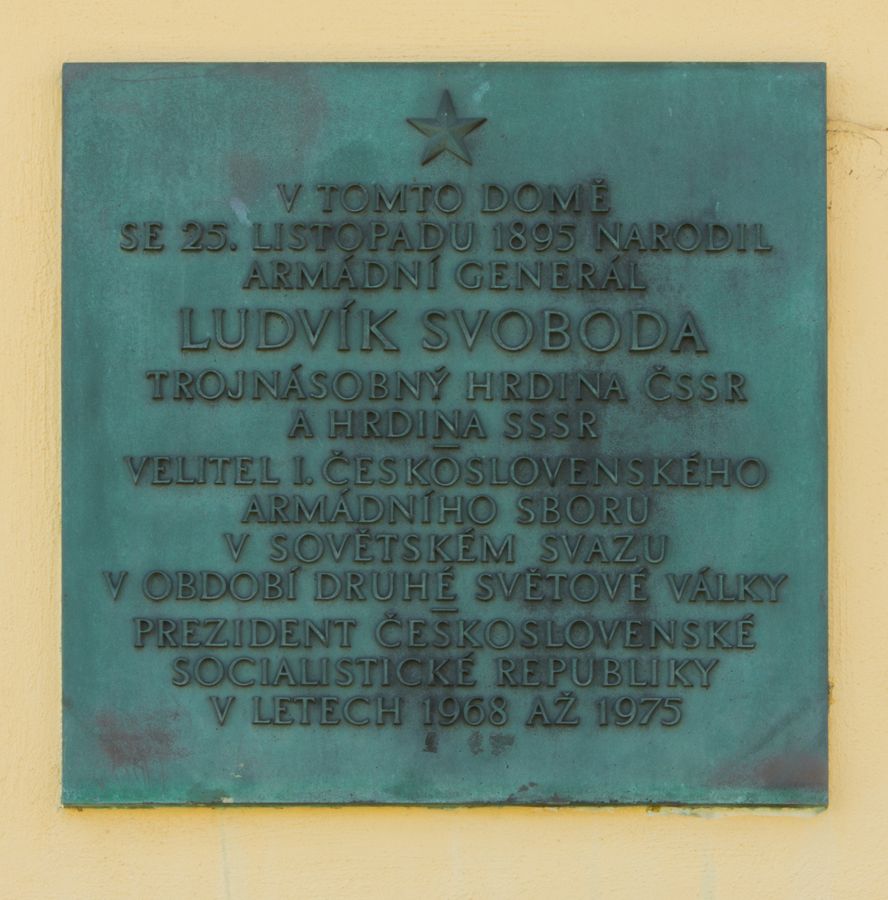 V TOMTO DOMĚ
SE 25. LISTOPADU 1895 NARODIL
ARMÁDNÍ GENERÁL
LUDVÍK SVOBODA
TROJNÁSOBNÝ HRDINA ČSSR
A HRDINA SSSR
VELITEL I. ČESKOSLOVENSKÉHO
ARMÁDNÍHO SBORU
V SOVĚTSKÉM SVAZU
V OBDOBÍ DRUHÉ SVĚTOVÉ VÁLKY
PREZIDENT ČESKOSLOVENSKÉ
SOCIALISTICKÉ REPUBLIKY
V LETECH 1968 AŽ 1975